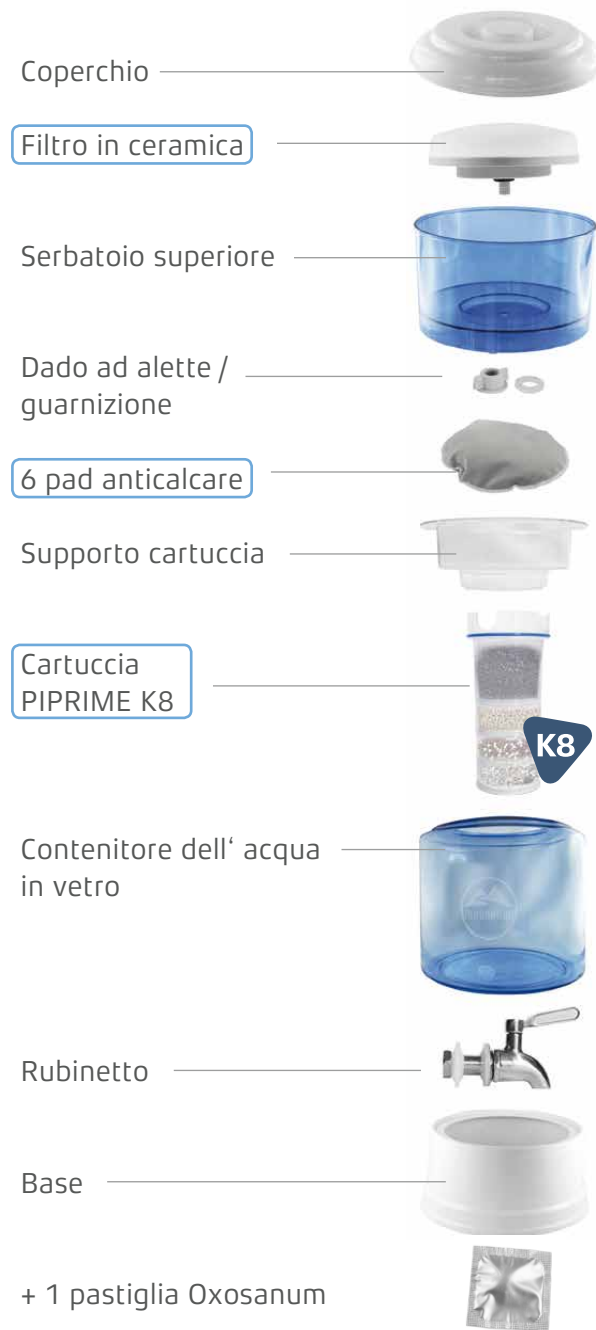 Coperchio
Filtro in ceramica
Serbatoio superiore
Dado ad alette /
guarnizione
6 pad anticalcare
Supporto cartuccia
Cartuccia
PIPRIME K8
K8
Contenitore dell‘ acqua
in vetro
Rubinetto
Base
+ 1 pastiglia Oxosanum